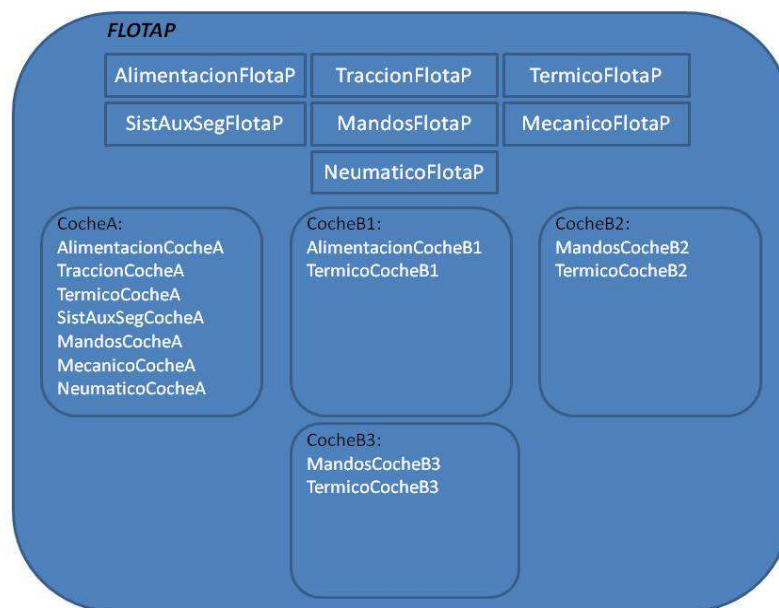 FLOTAP
AlimentacionFlotaP
TraccionFlotaP
TermicoFlotaP
SistAuxSegFlotaP
MandosFlotaP
MecanicoFlotaP
NeumaticoFlotaP
CocheA:
AlimentacionCocheA
TraccionCocheA
TermicoCocheA
SistAuxSegCocheA
MandosCocheA
MecanicoCocheA
NeumaticoCocheA
CocheB1:
AlimentacionCocheB1
TermicoCocheB1
CocheB2:
MandosCocheB2
TermicoCocheB2
CocheB3:
MandosCocheB3
TermicoCocheB3